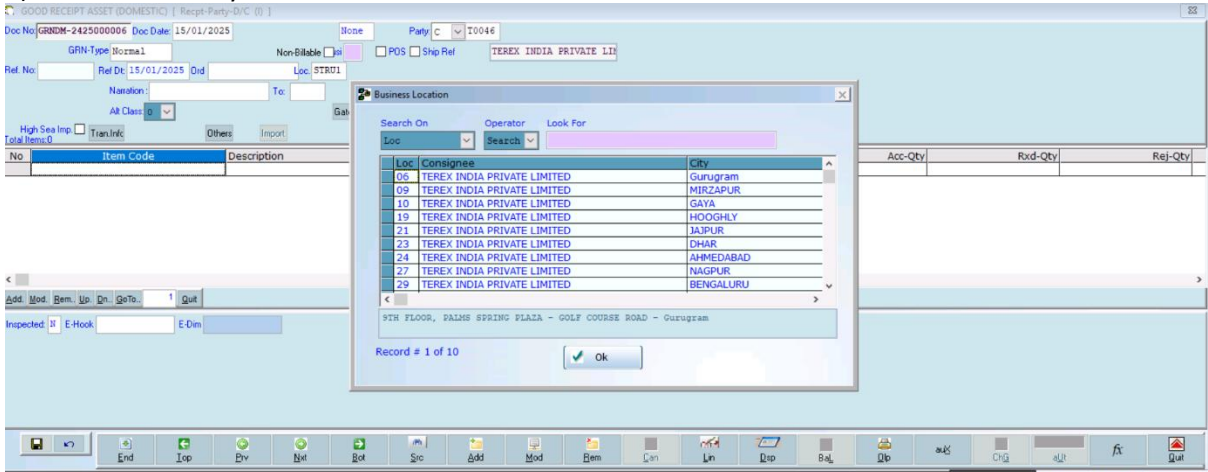 GOOD RECEIPT ASSET (DOMESTIC) [ Recpt-Party-D/C (I) ]
Doc No: GRNDM-2425000006 Doc Date: 15/01/2025 None Party C T0046
GRN-Type Normal Non-Billable POS Ship Ref TEREX INDIA PRIVATE LI
Ref. No: Ref Dt: 15/01/2025 Ord Loc. STRU1
Narration : To:
Alt Class: 0
High Sea Imp. Tran.Info Others Import
Total Items:0
No Item Code Description Acc-Qty Rxd-Qty Rej-Qty
Business Location
Search On Operator Look For
Loc Search
Loc Consignee City
06 TEREX INDIA PRIVATE LIMITED Gurugram
09 TEREX INDIA PRIVATE LIMITED MIRZAPUR
10 TEREX INDIA PRIVATE LIMITED GAYA
19 TEREX INDIA PRIVATE LIMITED HOOGHLY
21 TEREX INDIA PRIVATE LIMITED JAJPUR
23 TEREX INDIA PRIVATE LIMITED DHAR
24 TEREX INDIA PRIVATE LIMITED AHMEDABAD
27 TEREX INDIA PRIVATE LIMITED NAGPUR
29 TEREX INDIA PRIVATE LIMITED BENGALURU
9TH FLOOR, PALMS SPRING PLAZA - GOLF COURSE ROAD - Gurugram
Record # 1 of 10 Ok
Add. Mod. Rem.. Up. Dn.. GoTo.. 1 Quit
Inspected: N E-Hook E-Dim
End Top Prv Nxt Bot Src Add Mod Rem Can Lin Dsp BaL Olp auX ChG aUt fx Quit